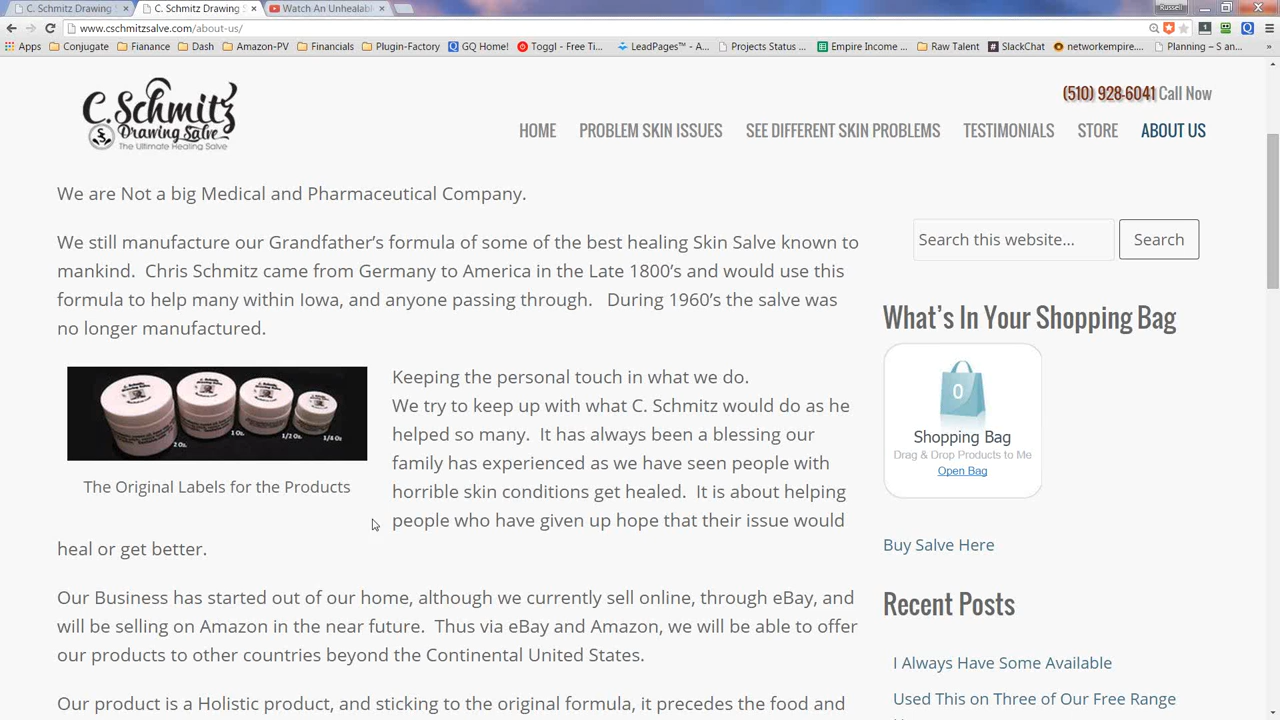 C. Schmitz Drawing
C. Schmitz Drawing
Watch An Unhealabl
Russell
www.cschmitzsalve.com/about-us/
Apps Conjugate Fianance Dash Amazon-PV Financials Plugin-Factory GQ Home! Toggl - Free Ti... LeadPages™ - A... Projects Status ... Empire Income ... Raw Talent SlackChat networkempire.... Planning – S an...
C. Schmitz
Drawing Salve
The Ultimate Healing Salve
(510) 928-6041 Call Now
HOME PROBLEM SKIN ISSUES SEE DIFFERENT SKIN PROBLEMS TESTIMONIALS STORE ABOUT US
We are Not a big Medical and Pharmaceutical Company.
We still manufacture our Grandfather’s formula of some of the best healing Skin Salve known to
mankind. Chris Schmitz came from Germany to America in the Late 1800’s and would use this
formula to help many within Iowa, and anyone passing through. During 1960’s the salve was
no longer manufactured.
2 Oz. 1 Oz. 1/2 Oz. 1/4 Oz
The Original Labels for the Products
Keeping the personal touch in what we do.
We try to keep up with what C. Schmitz would do as he
helped so many. It has always been a blessing our
family has experienced as we have seen people with
horrible skin conditions get healed. It is about helping
people who have given up hope that their issue would
heal or get better.
Our Business has started out of our home, although we currently sell online, through eBay, and
will be selling on Amazon in the near future. Thus via eBay and Amazon, we will be able to offer
our products to other countries beyond the Continental United States.
Our product is a Holistic product, and sticking to the original formula, it precedes the food and
Search this website...
Search
What’s In Your Shopping Bag
0
Shopping Bag
Drag & Drop Products to Me
Open Bag
Buy Salve Here
Recent Posts
I Always Have Some Available
Used This on Three of Our Free Range